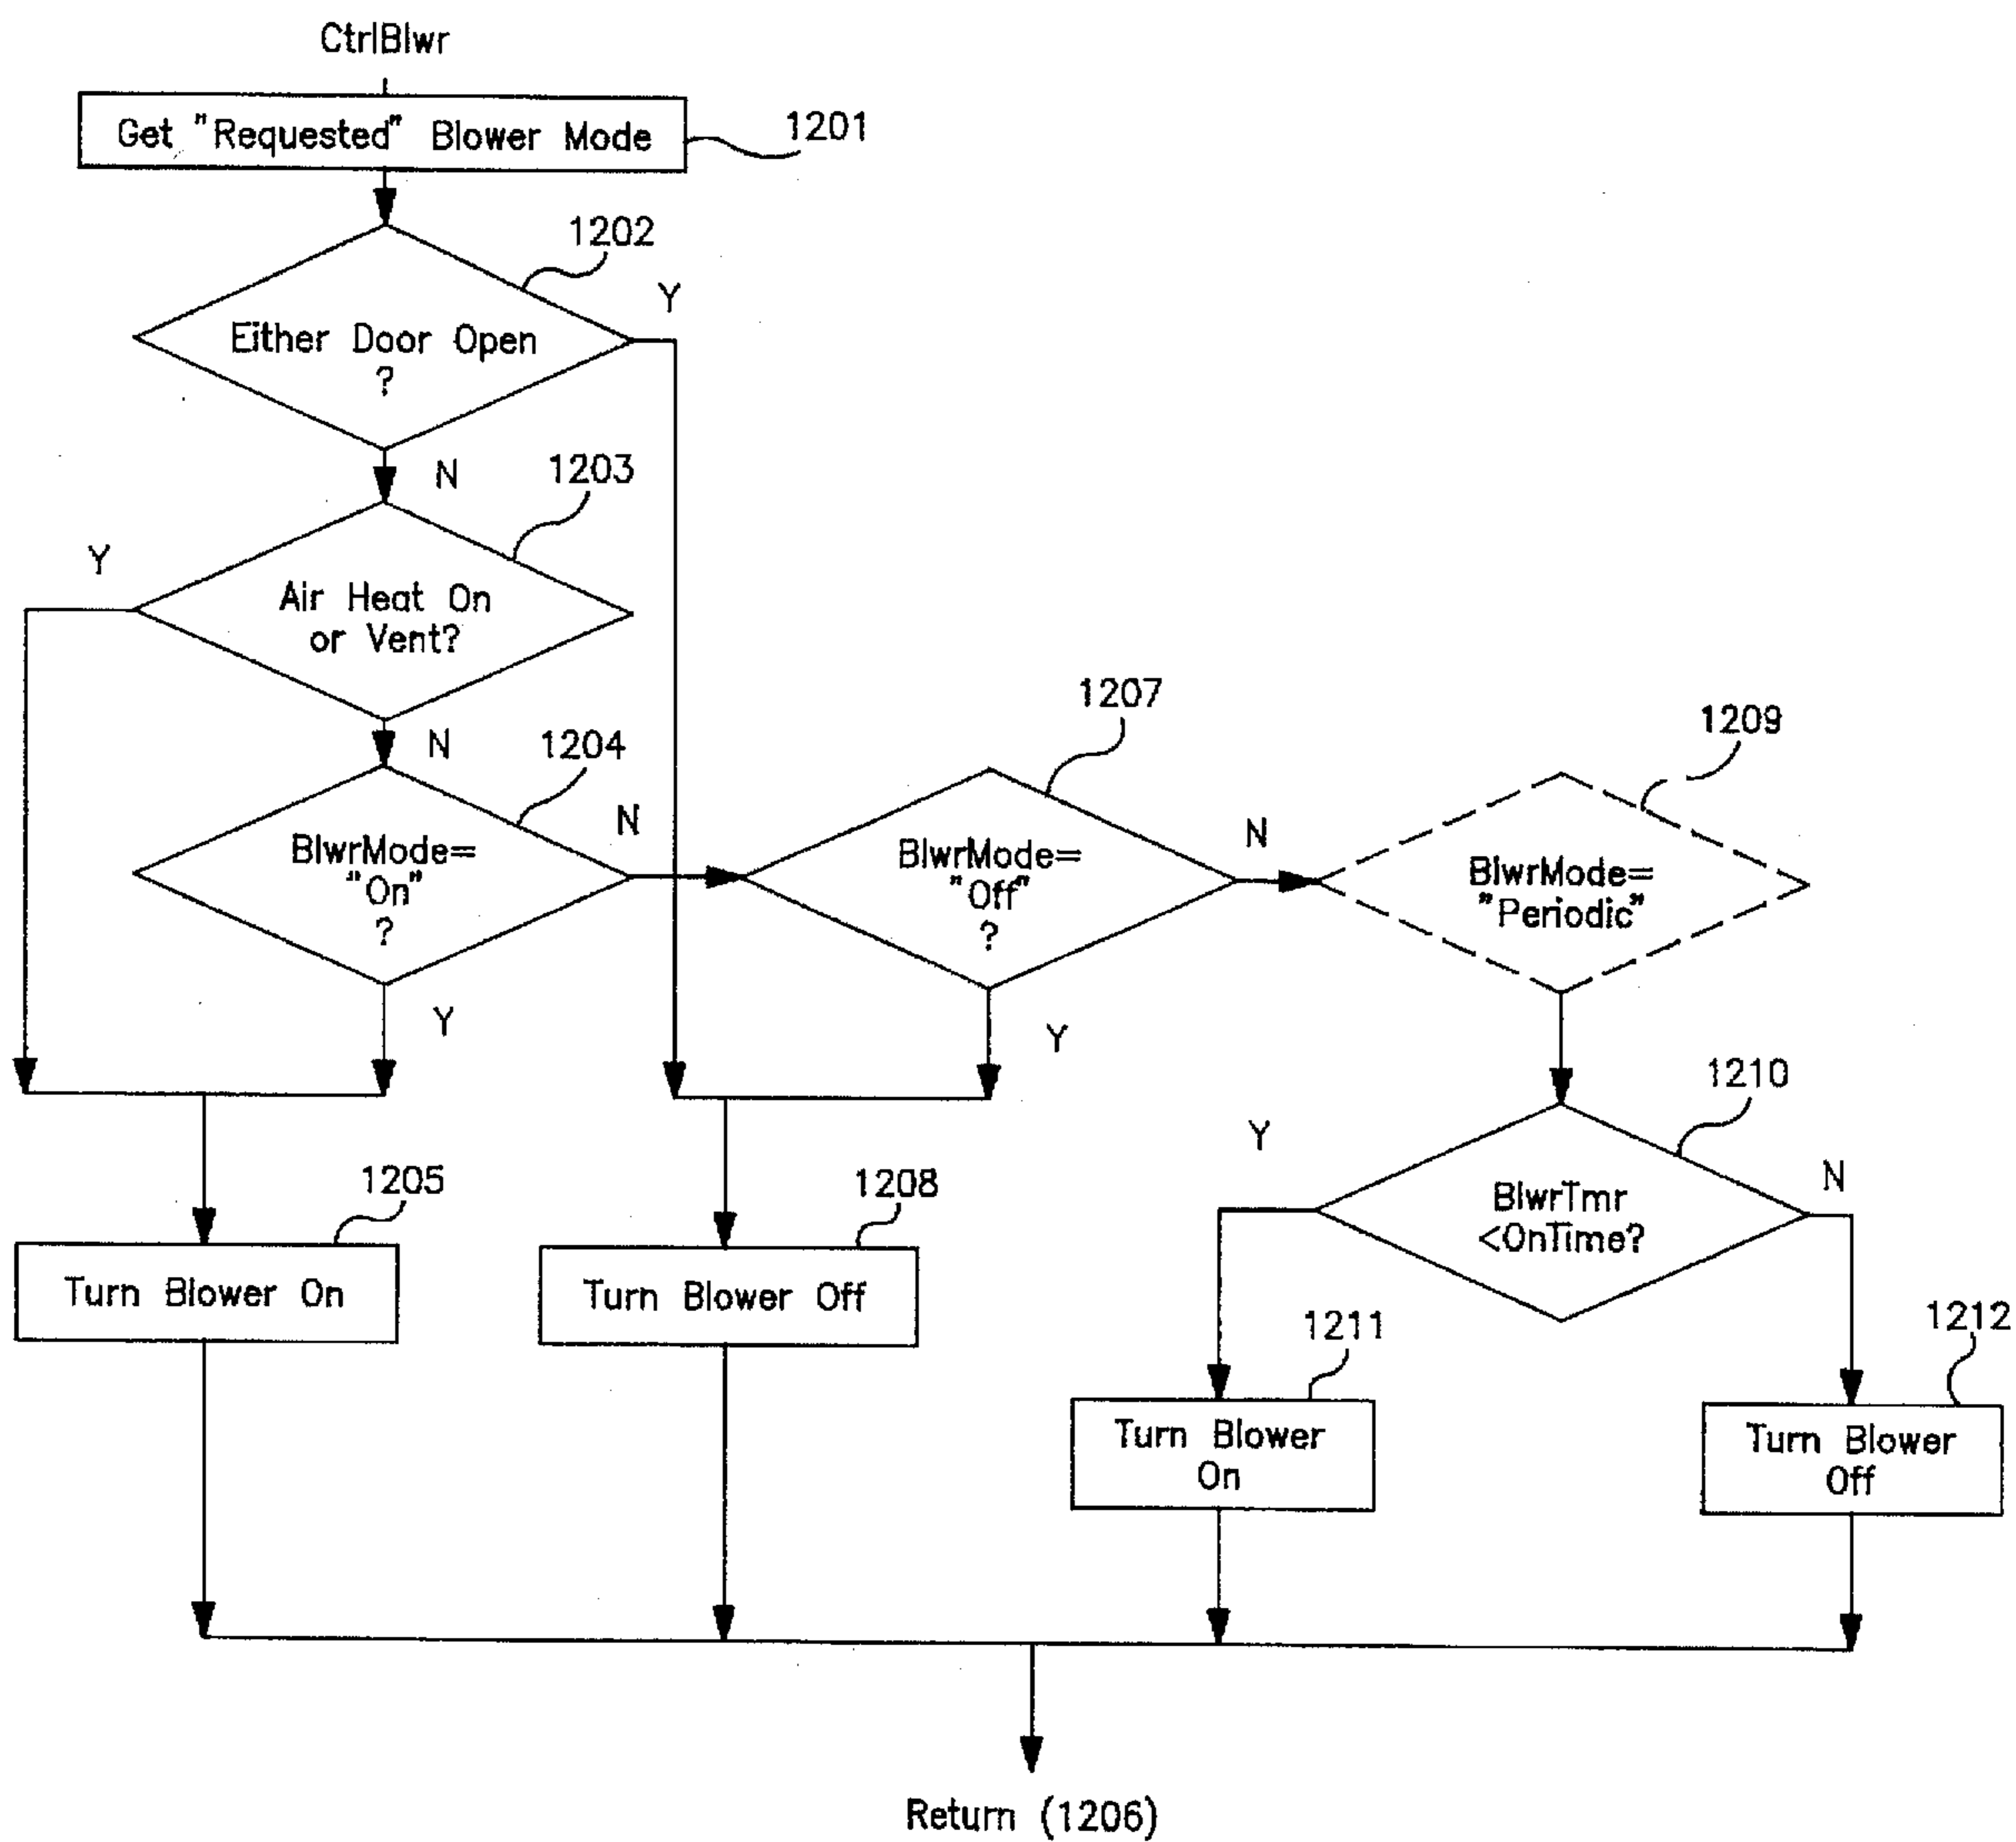 CtrlBlwr
Get "Requested" Blower Mode
1201
1202
Y
Either Door Open
?
N
1203
Y
Air Heat On
or Vent?
N
1204
N
BlwrMode=
"On"
?
Y
1207
N
BlwrMode=
"Off"
?
Y
1209
BlwrMode=
"Periodic"
1210
Y
N
BlwrTmr
<OnTime?
1205
Turn Blower On
1208
Turn Blower Off
1211
Turn Blower
On
1212
Turn Blower
Off
Return (1206)